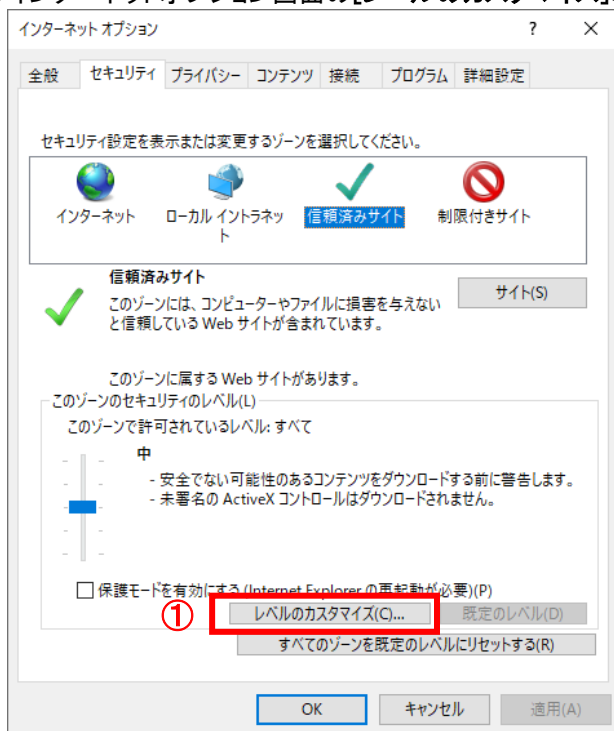 インターネット オプション
? ×
全般 セキュリティ プライバシー コンテンツ 接続 プログラム 詳細設定
セキュリティ設定を表示または変更するゾーンを選択してください。
インターネット ローカル イントラネッ 信頼済みサイト 制限付きサイト
ト
信頼済みサイト
サイト(S)
このゾーンには、コンピューターやファイルに損害を与えない
と信頼している Web サイトが含まれています。
このゾーンに属する Web サイトがあります。
このゾーンのセキュリティのレベル(L)
このゾーンで許可されているレベル: すべて
中
- 安全でない可能性のあるコンテンツをダウンロードする前に警告します。
- 未署名の ActiveX コントロールはダウンロードされません。
保護モードを有効にする (Internet Explorer の再起動が必要)(P)
① レベルのカスタマイズ(C)... 既定のレベル(D)
すべてのゾーンを既定のレベルにリセットする(R)
OK キャンセル 適用(A)